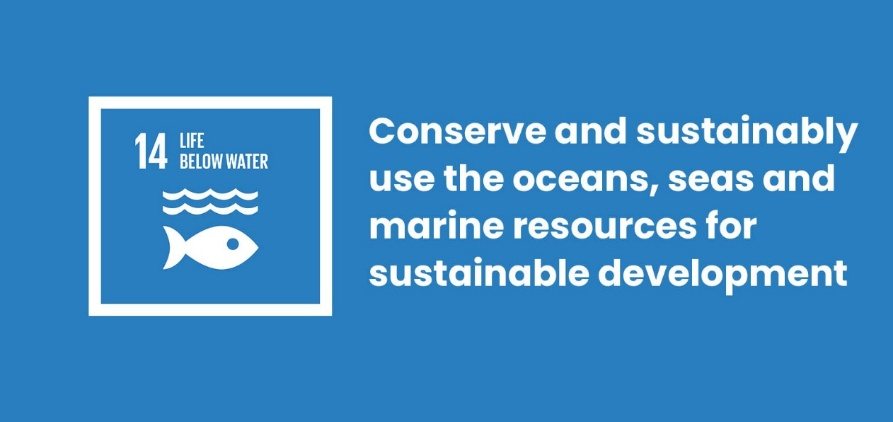 14 LIFE
BELOW WATER
Conserve and sustainably
use the oceans, seas and
marine resources for
sustainable development